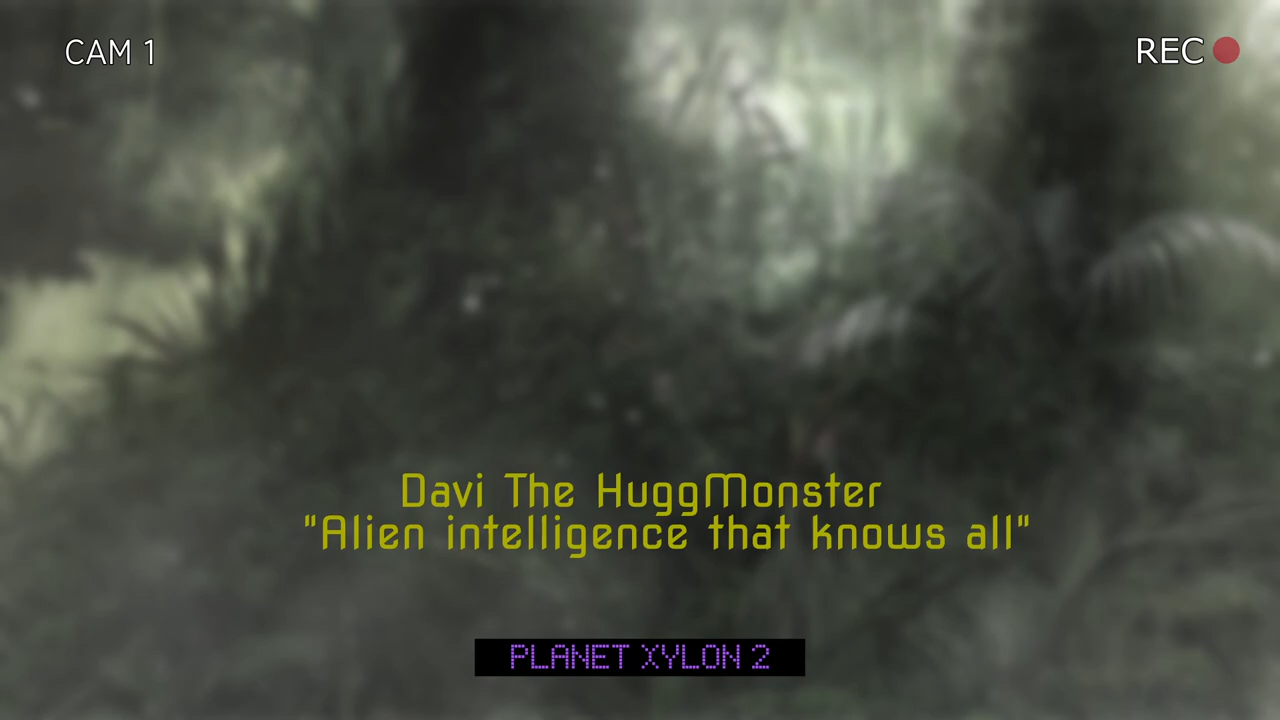 CAM 1
REC
Davi The HuggMonster
"Alien intelligence that knows all"
PLANET XYLON 2